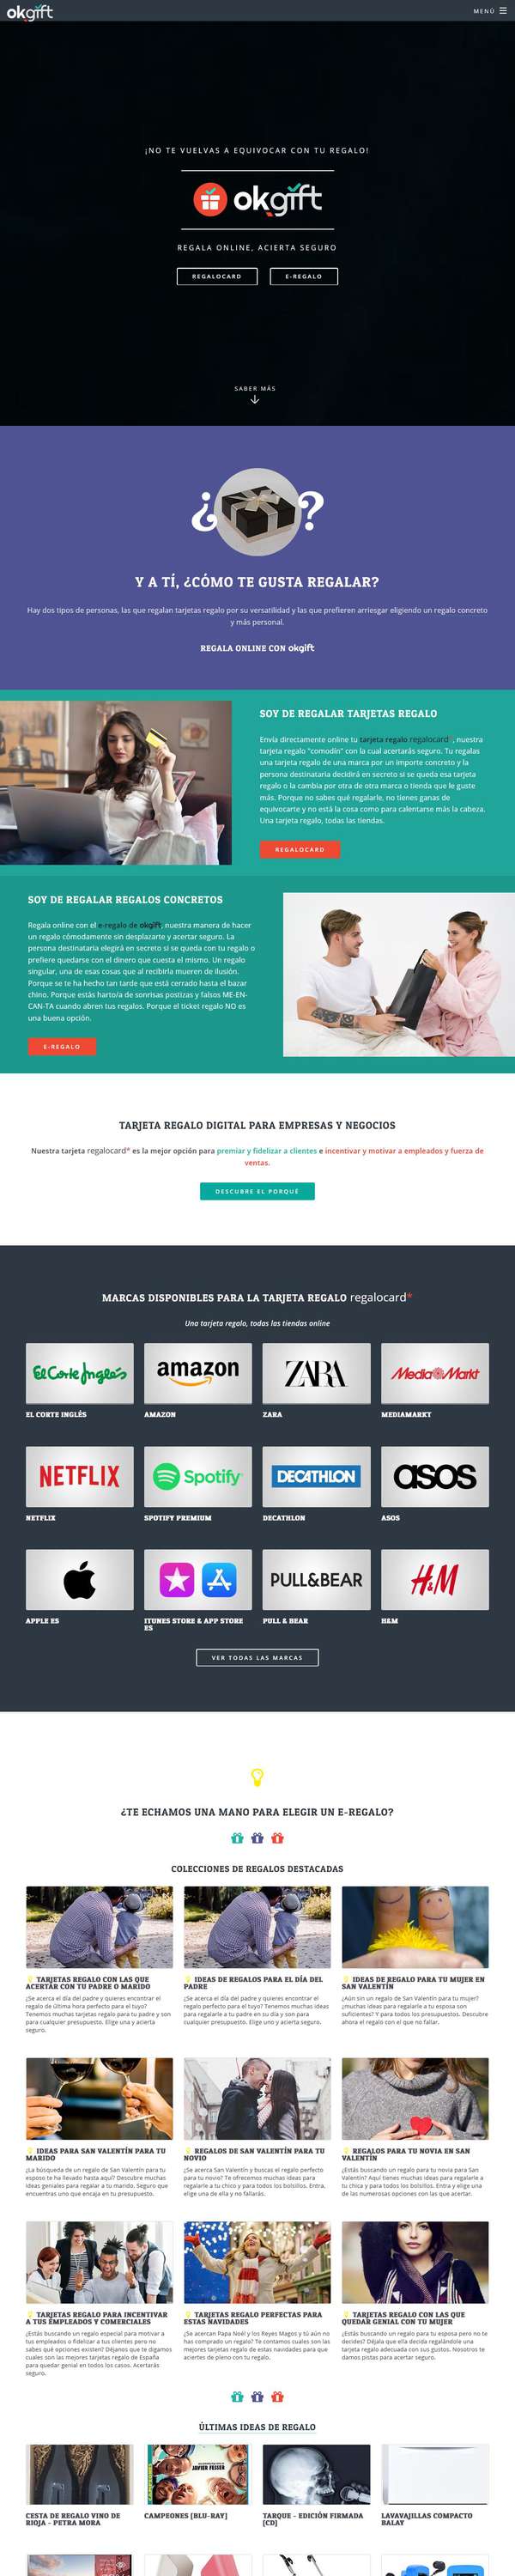 okgift
MENÚ
¡NO TE VUELVAS A EQUIVOCAR CON TU REGALO!
okgift
REGALA ONLINE, ACIERTA SEGURO
REGALOCARD
E-REGALO
SABER MÁS
¿ ?
Y A TÍ, ¿CÓMO TE GUSTA REGALAR?
Hay dos tipos de personas, las que regalan tarjetas regalo por su versatilidad y las que prefieren arriesgar eligiendo un regalo concreto
y más personal.
REGALA ONLINE CON okgift
SOY DE REGALAR TARJETAS REGALO
Envía directamente online tu tarjeta regalo regalocard*, nuestra
tarjeta regalo "comodín" con la cual acertarás seguro. Tu regalas
una tarjeta regalo de una marca por un importe concreto y la
persona destinataria decidirá en secreto si se queda esa tarjeta
regalo o la cambia por otra de otra marca o tienda que le guste
más. Porque no sabes qué regalarle, no tienes ganas de
equivocarte y no está la cosa como para calentarse más la cabeza.
Una tarjeta regalo, todas las tiendas.
REGALOCARD
SOY DE REGALAR REGALOS CONCRETOS
Regala online con el e-regalo de okgift, nuestra manera de hacer
un regalo cómodamente sin desplazarte y acertar seguro. La
persona destinataria elegirá en secreto si se queda con tu regalo o
prefiere quedarse con el dinero que cuesta el mismo. Un regalo
singular, una de esas cosas que al recibirla mueren de ilusión.
Porque se te ha hecho tan tarde que está cerrado hasta el bazar
chino. Porque estás harto/a de sonrisas postizas y falsos ME-EN-
CAN-TA cuando abren tus regalos. Porque el ticket regalo NO es
una buena opción.
E-REGALO
TARJETA REGALO DIGITAL PARA EMPRESAS Y NEGOCIOS
Nuestra tarjeta regalocard* es la mejor opción para premiar y fidelizar a clientes e incentivar y motivar a empleados y fuerza de
ventas.
DESCUBRE EL PORQUÉ
MARCAS DISPONIBLES PARA LA TARJETA REGALO regalocard*
Una tarjeta regalo, todas las tiendas online
El Corte Inglés
amazon
ZARA
MediaMarkt
EL CORTE INGLÉS
AMAZON
ZARA
MEDIAMARKT
NETFLIX
Spotify
DECATHLON
asos
NETFLIX
SPOTIFY PREMIUM
DECATHLON
ASOS
PULL&BEAR
H&M
APPLE ES
ITUNES STORE & APP STORE
ES
PULL & BEAR
H&M
VER TODAS LAS MARCAS
¿TE ECHAMOS UNA MANO PARA ELEGIR UN E-REGALO?
COLECCIONES DE REGALOS DESTACADAS
TARJETAS REGALO CON LAS QUE
ACERTAR CON TU PADRE O MARIDO
¿Se acerca el día del padre y quieres encontrar el
regalo de última hora perfecto para el tuyo?
Tenemos muchas tarjetas regalo para tu padre y son
para cualquier presupuesto. Elige una y acierta
seguro.
IDEAS DE REGALOS PARA EL DÍA DEL
PADRE
¿Se acerca el día del padre y quieres encontrar el
regalo perfecto para el tuyo? Tenemos muchas ideas
para regalarle a tu padre en su día y son para
cualquier presupuesto. Elige uno y acierta seguro.
IDEAS DE REGALO PARA TU MUJER EN
SAN VALENTÍN
¿Aún sin un regalo de San Valentín para tu mujer?
¿muchas ideas para regalarle a tu esposa son
suficientes? Y para todos los presupuestos. Descubre
ahora el regalo con el que no fallar.
IDEAS PARA SAN VALENTÍN PARA TU
MARIDO
¿La búsqueda de un regalo de San Valentín para tu
esposo te ha llevado hasta aquí? Descubre muchas
ideas geniales para regalar a tu marido. Seguro que
encuentras uno que encaja en tu presupuesto.
REGALOS DE SAN VALENTÍN PARA TU
NOVIO
¿Se acerca San Valentín y buscas el regalo perfecto
para tu novio? Te ofrecemos muchas ideas para
regalarle a tu chico y para todos los bolsillos. Entra,
elige una de ella y no fallarás.
REGALOS PARA TU NOVIA EN SAN
VALENTÍN
¿Estás buscando un regalo para tu novia para San
Valentín? Aquí tienes muchas ideas para regalarle a
tu chica y para todos los bolsillos. Entra y elige una
de las numerosas opciones con las que acertar.
TARJETAS REGALO PARA INCENTIVAR
A TUS EMPLEADOS Y COMERCIALES
¿Estás buscando un regalo especial para motivar a
tus empleados o fidelizar a tus clientes pero no
sabes qué opciones existen? Déjanos que te digamos
cuales son las mejores tarjetas regalo de España
para quedar genial en todos los casos. Acertarás
seguro.
TARJETAS REGALO PERFECTAS PARA
ESTAS NAVIDADES
¿Se acercan Papa Noël y los Reyes Magos y tú aún no
has comprado un regalo? Te contamos cuales son las
mejores tarjetas regalo de estas navidades para que
aciertes de pleno con tu regalo.
TARJETAS REGALO CON LAS QUE
QUEDAR GENIAL CON TU MUJER
¿Estás buscando un regalo para tu esposa pero no te
decides? Déjala que ella decida regalándole una
tarjeta regalo adecuada con sus gustos. Nosotros te
damos pistas para acertar seguro.
ÚLTIMAS IDEAS DE REGALO
JAVIER FESSER
CAMPEONES
CESTA DE REGALO VINO DE
RIOJA - PETRA MORA
CAMPEONES [BLU-RAY]
TARQUE - EDICIÓN FIRMADA
[CD]
LAVAVAJILLAS COMPACTO
BALAY